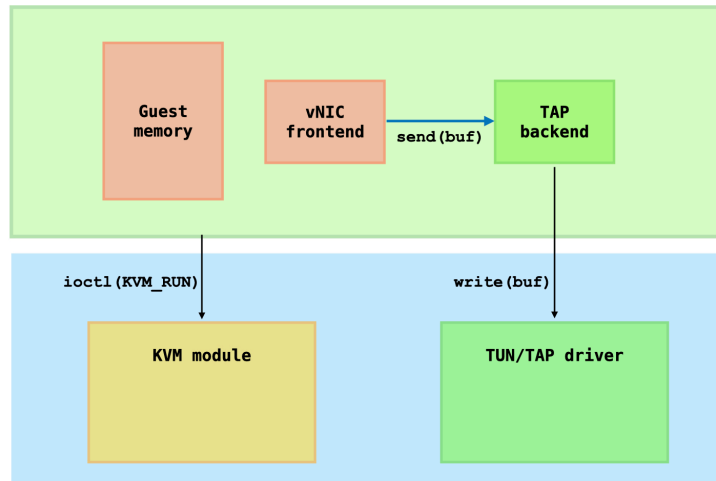 Guest
memory
vNIC
frontend
send(buf)
TAP
backend
ioctl(KVM_RUN)
write(buf)
KVM module
TUN/TAP driver